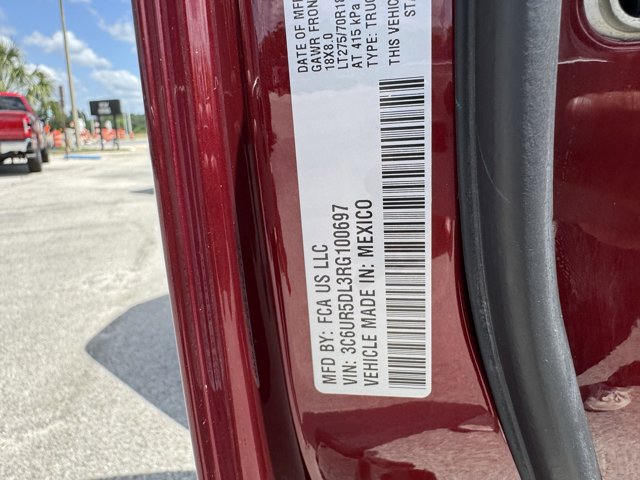 DATE OF MF
GAWR FRON
18X8.0
LT275/70R18
AT 415 kPa
TYPE: TRUC
THIS VEHIC
STA
MFD BY: FCA US LLC
VIN: 3C6UR5DL3RG100697
VEHICLE MADE IN: MEXICO